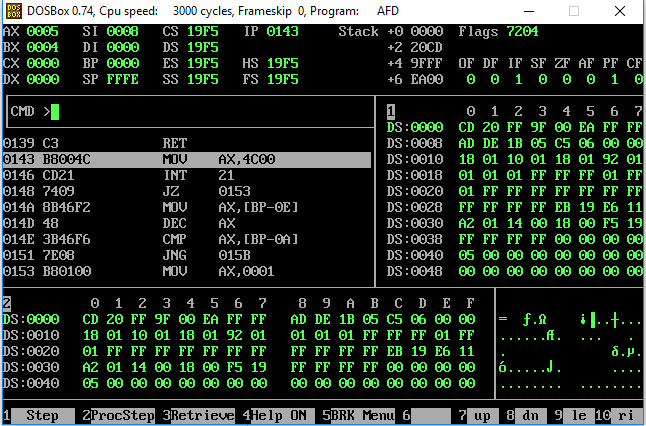 DOSBox 0.74, Cpu speed: 3000 cycles, Frameskip 0, Program: AFD
AX 0005 SI 0008 CS 19F5 IP 0143 Stack +0 0000 Flags 7204
BX 0004 DI 0000 DS 19F5 +2 20CD
CX 0000 BP 0000 ES 19F5 HS 19F5 +4 9FFF OF DF IF SF ZF AF PF CF
DX 0000 SP FFFE SS 19F5 FS 19F5 +6 EA00 0 0 1 0 0 0 1 0
CMD >
1 0 1 2 3 4 5 6 7
DS:0000 CD 20 FF 9F 00 EA FF FF
0139 C3 RET DS:0008 AD DE 1B 05 C5 06 00 00
0143 B8004C MOV AX,4C00 DS:0010 18 01 10 01 18 01 92 01
0146 CD21 INT 21 DS:0018 01 01 01 FF FF FF 01 FF
0148 7409 JZ 0153 DS:0020 01 FF FF FF FF FF FF FF
014A 8B46F2 MOV AX,[BP-0E] DS:0028 FF FF FF FF EB 19 E6 11
014D 48 DEC AX DS:0030 A2 01 14 00 18 00 F5 19
014E 3B46F6 CMP AX,[BP-0A] DS:0038 FF FF FF FF 00 00 00 00
0151 7E08 JNG 015B DS:0040 05 00 00 00 00 00 00 00
0153 B80100 MOV AX,0001 DS:0048 00 00 00 00 00 00 00 00
2 0 1 2 3 4 5 6 7 8 9 A B C D E F
DS:0000 CD 20 FF 9F 00 EA FF FF AD DE 1B 05 C5 06 00 00
DS:0010 18 01 10 01 18 01 92 01 01 01 01 FF FF FF 01 FF
DS:0020 01 FF FF FF FF FF FF FF FF FF FF FF EB 19 E6 11
DS:0030 A2 01 14 00 18 00 F5 19 FF FF FF FF 00 00 00 00
DS:0040 05 00 00 00 00 00 00 00 00 00 00 00 00 00 00 00
1 Step 2 ProcStep 3 Retrieve 4 Help ON 5 BRK Menu 6 7 up 8 dn 9 le 10 ri